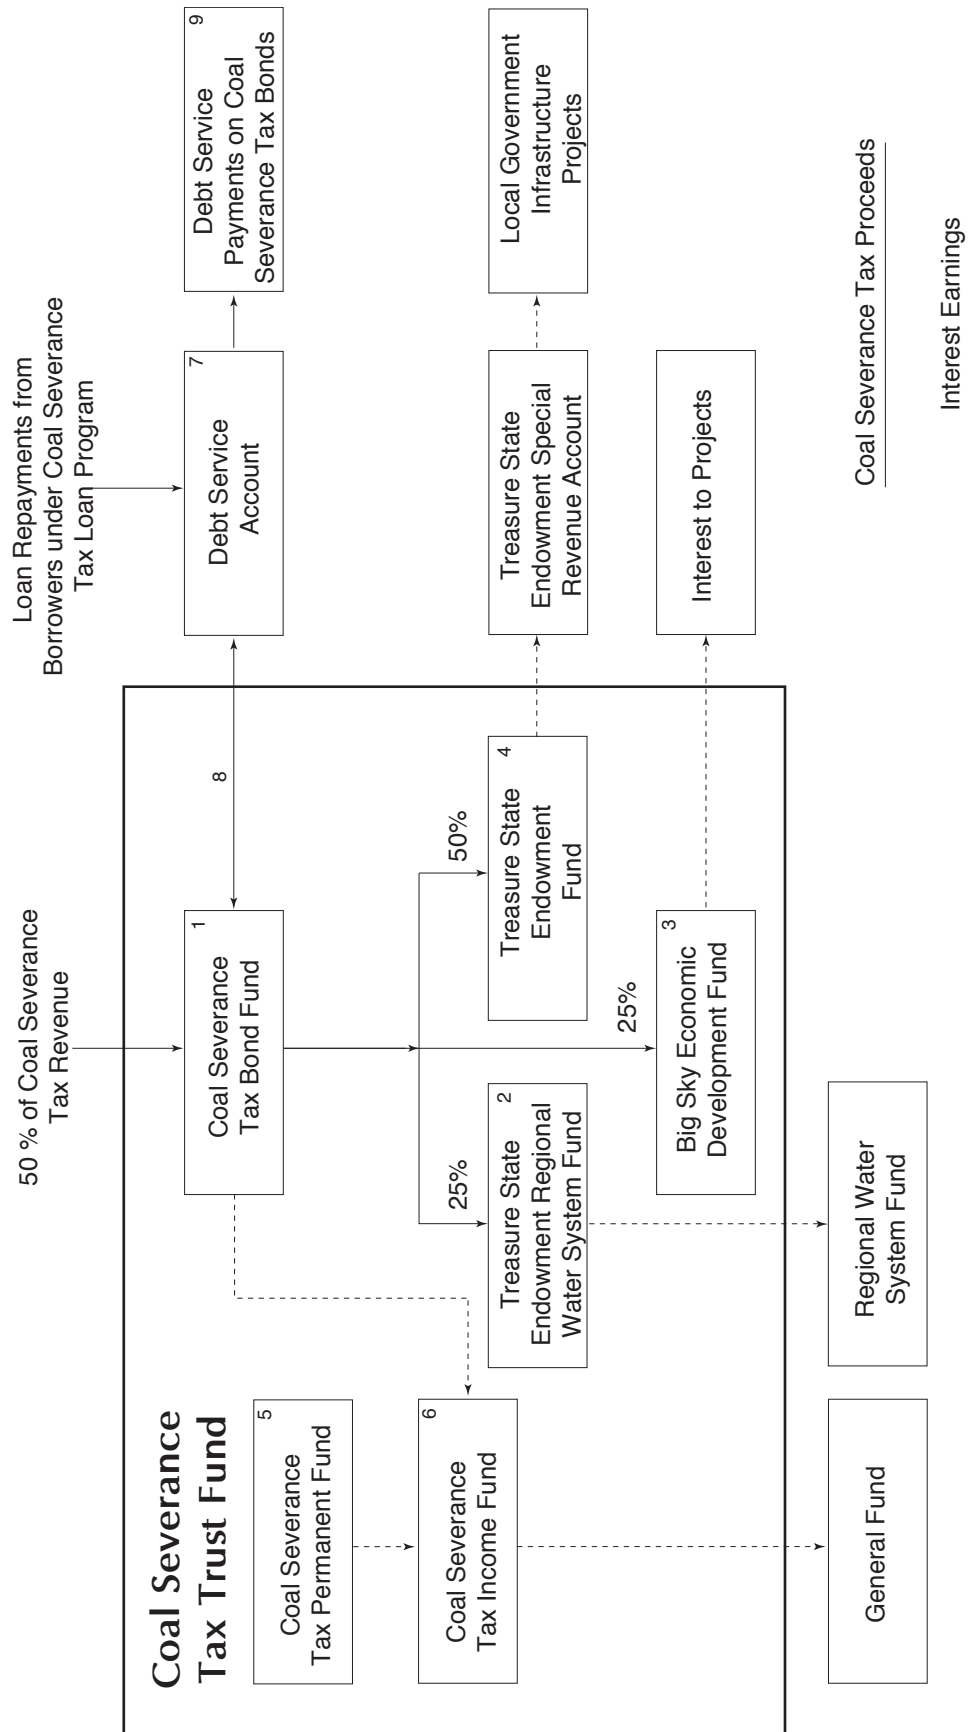 Coal Severance
Tax Trust Fund
50 % of Coal Severance
Tax Revenue
Loan Repayments from
Borrowers under Coal Severance
Tax Loan Program
1
Coal Severance
Tax Bond Fund
8
7
Debt Service
Account
9
Debt Service
Payments on Coal
Severance Tax Bonds
5
Coal Severance
Tax Permanent Fund
6
Coal Severance
Tax Income Fund
25%
2
Treasure State
Endowment Regional
Water System Fund
50%
4
Treasure State
Endowment
Fund
Treasure State
Endowment Special
Revenue Account
Local Government
Infrastructure
Projects
25%
3
Big Sky Economic
Development Fund
Interest to Projects
General Fund
Regional Water
System Fund
Coal Severance Tax Proceeds
Interest Earnings